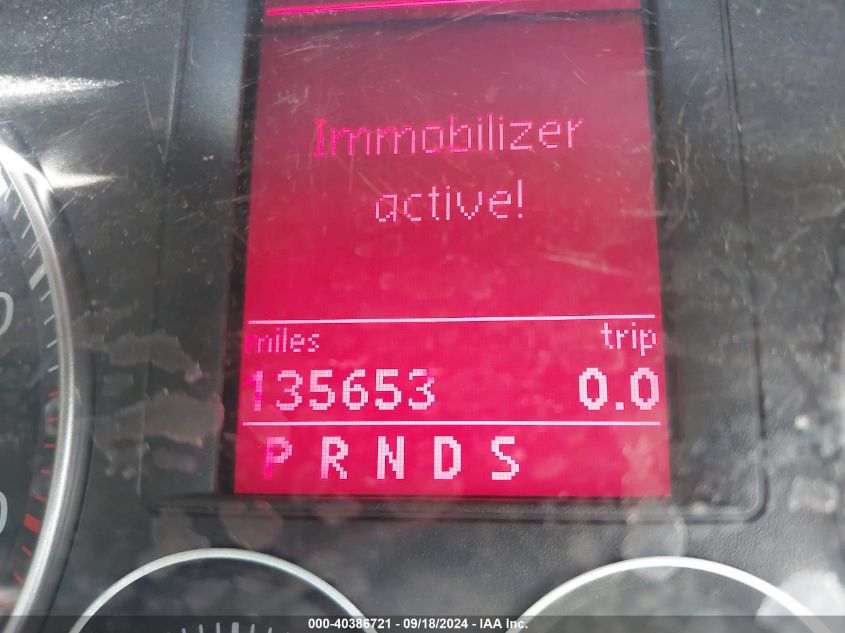 Immobilizer
active!
miles trip
135653 0.0
P R N D S
000-40386721 - 09/18/2024 - IAA Inc.